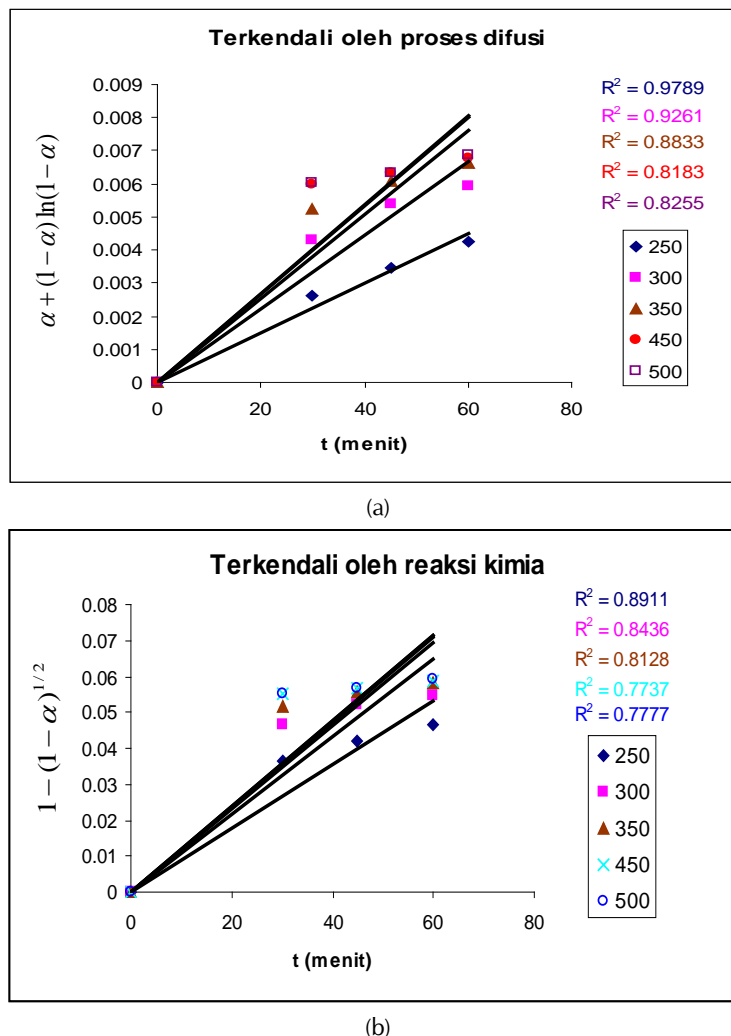 Terkendali oleh proses difusi
α + (1 − α) ln(1 − α)
0.009
0.008
0.007
0.006
0.005
0.004
0.003
0.002
0.001
0
0 20 40 60 80
t (menit)
R² = 0.9789
R² = 0.9261
R² = 0.8833
R² = 0.8183
R² = 0.8255
250
300
350
450
500
(a)
Terkendali oleh reaksi kimia
1 − (1 − α)^{1/2}
0.08
0.07
0.06
0.05
0.04
0.03
0.02
0.01
0
0 20 40 60 80
t (menit)
R² = 0.8911
R² = 0.8436
R² = 0.8128
R² = 0.7737
R² = 0.7777
250
300
350
450
500
(b)